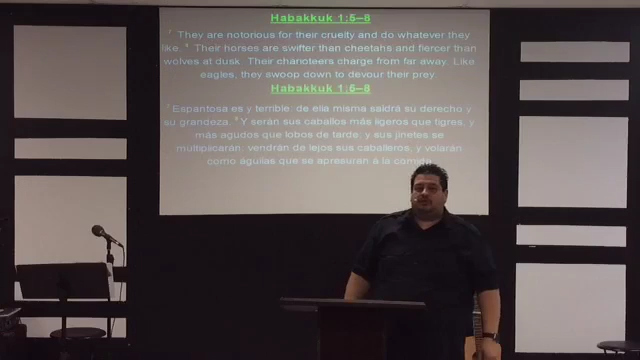 Habakkuk 1:5–8
7 They are notorious for their cruelty and do whatever they
like. 8 Their horses are swifter than cheetahs and fiercer than
wolves at dusk. Their charioteers charge from far away. Like
eagles, they swoop down to devour their prey.
Habakkuk 1:5–8
7 Espantosa es y terrible; de ella misma saldrá su derecho y
su grandeza. 8 Y serán sus caballos más ligeros que tigres, y
más agudos que lobos de tarde; y sus jinetes se
multiplicarán; vendrán de lejos sus caballeros, y volarán
como águilas que se apresuran á la comida.